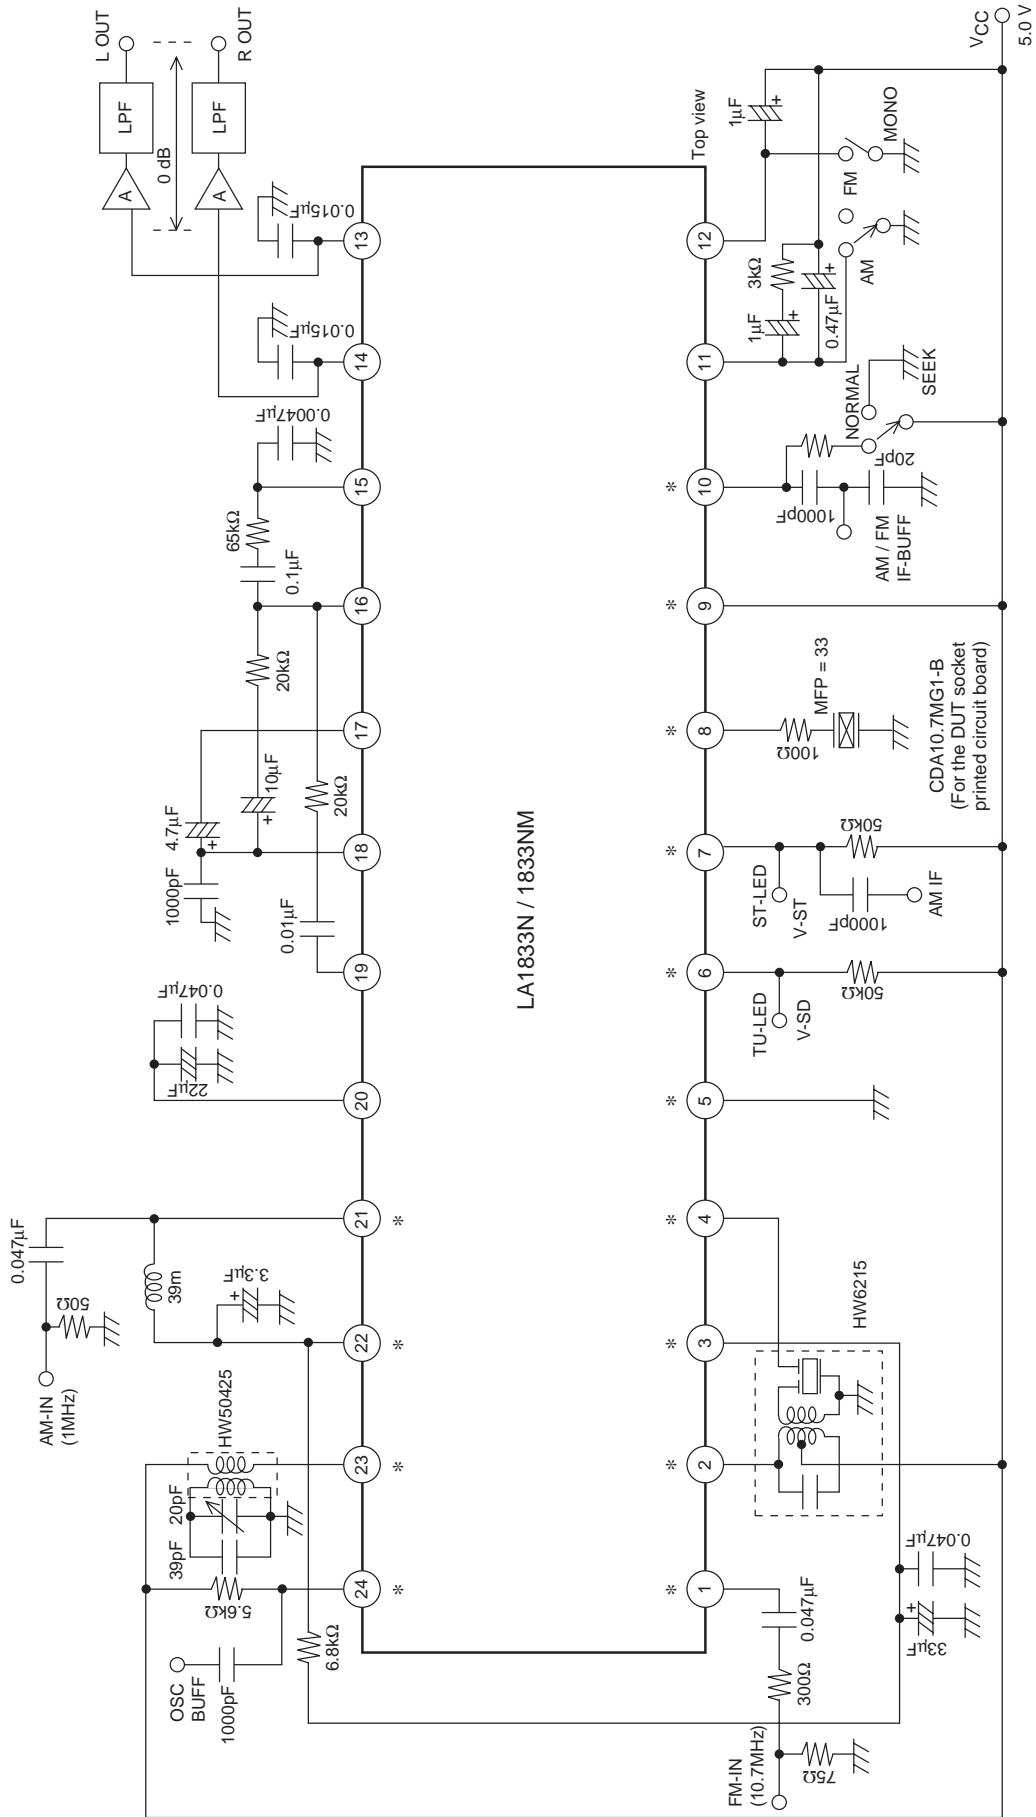 L OUT
R OUT
LPF
LPF
0 dB
A
A
0.015µF
0.015µF
0.0047µF
65kΩ
0.1µF
20kΩ
10µF
+
20kΩ
4.7µF
+
1000pF
0.01µF
0.047µF
22µF
0.047µF
39m
50Ω
AM-IN
(1MHz)
3.3µF
+
HW50425
20pF
39pF
5.6kΩ
OSC
BUFF
1000pF
6.8kΩ
24 23 22 21 20 19 18 17 16 15 14 13
* * * *
LA1833N / 1833NM
Top view
* * * * * * * * * *
1 2 3 4 5 6 7 8 9 10 11 12
0.047µF
300Ω
FM-IN
(10.7MHz)
75Ω
33µF
+
0.047µF
HW6215
TU-LED
V-SD
50kΩ
ST-LED
V-ST
1000pF
AM IF
50kΩ
100Ω
MFP = 33
CDA10.7MG1-B
(For the DUT socket
printed circuit board)
1000pF
20pF
AM / FM
IF-BUFF
NORMAL
SEEK
1µF
+
3kΩ
0.47µF
+
AM
FM
MONO
1µF
+
VCC
5.0 V